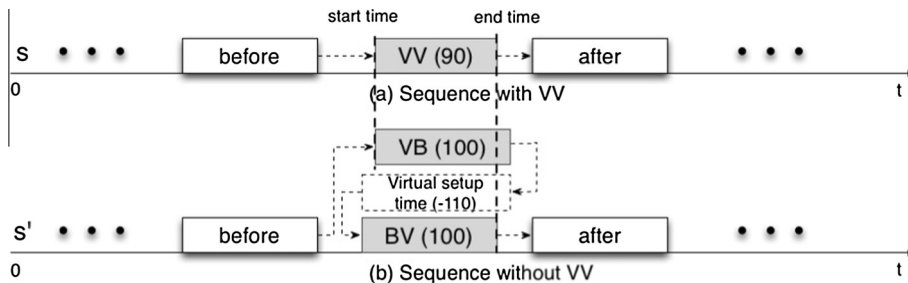 start time end time
S ● ● ● before VV (90) after ● ● ●
0 (a) Sequence with VV t
VB (100)
Virtual setup
time (-110)
S' ● ● ● before BV (100) after ● ● ●
0 (b) Sequence without VV t